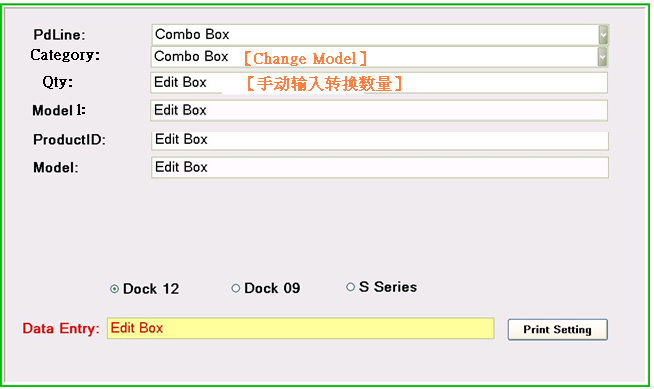 PdLine: Combo Box
Category: Combo Box 【Change Model】
Qty: Edit Box 【手动输入转换数量】
Model 1: Edit Box
ProductID: Edit Box
Model: Edit Box
Dock 12 Dock 09 S Series
Data Entry: Edit Box Print Setting